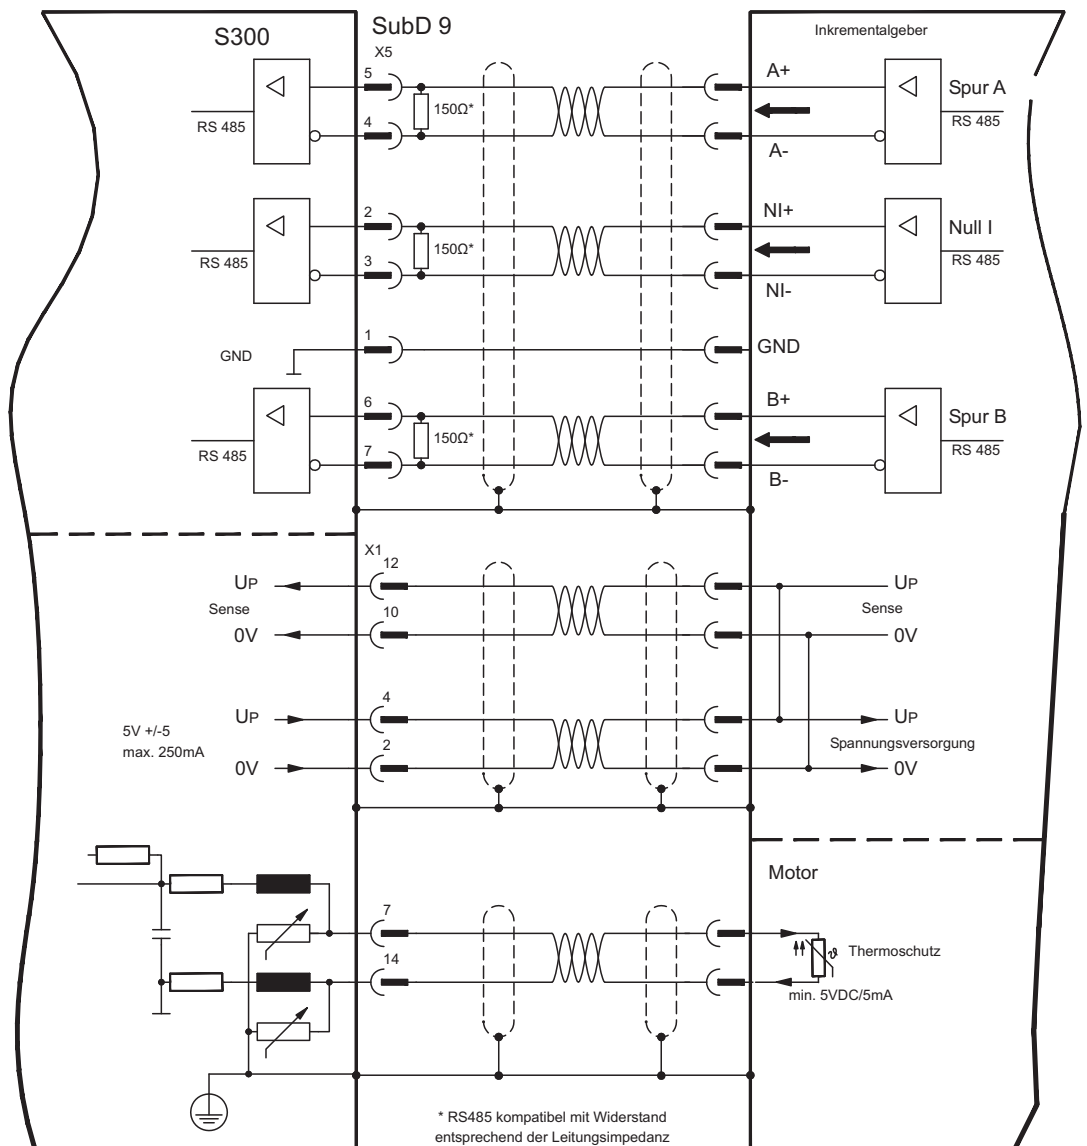 S300
SubD 9
Inkrementalgeber
X5
5
A+
Spur A
150Ω*
RS 485
RS 485
4
A-
2
NI+
Null I
150Ω*
RS 485
RS 485
3
NI-
1
GND
GND
6
B+
Spur B
150Ω*
RS 485
RS 485
7
B-
X1
12
UP
UP
Sense
Sense
10
0V
0V
4
UP
UP
5V +/-5
max. 250mA
Spannungsversorgung
2
0V
0V
Motor
7
ϑ
Thermoschutz
14
min. 5VDC/5mA
* RS485 kompatibel mit Widerstand
entsprechend der Leitungsimpedanz